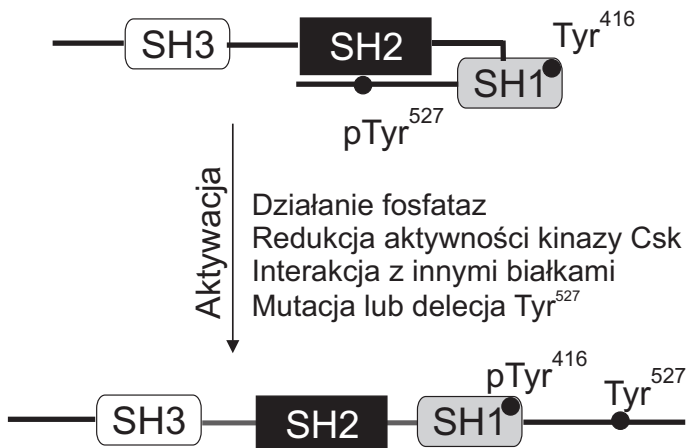 Tyr⁴¹⁶
SH3
SH2
SH1
pTyr⁵²⁷
Aktywacja
Działanie fosfataz
Redukcja aktywności kinazy Csk
Interakcja z innymi białkami
Mutacja lub delecja Tyr⁵²⁷
pTyr⁴¹⁶
Tyr⁵²⁷
SH3
SH2
SH1